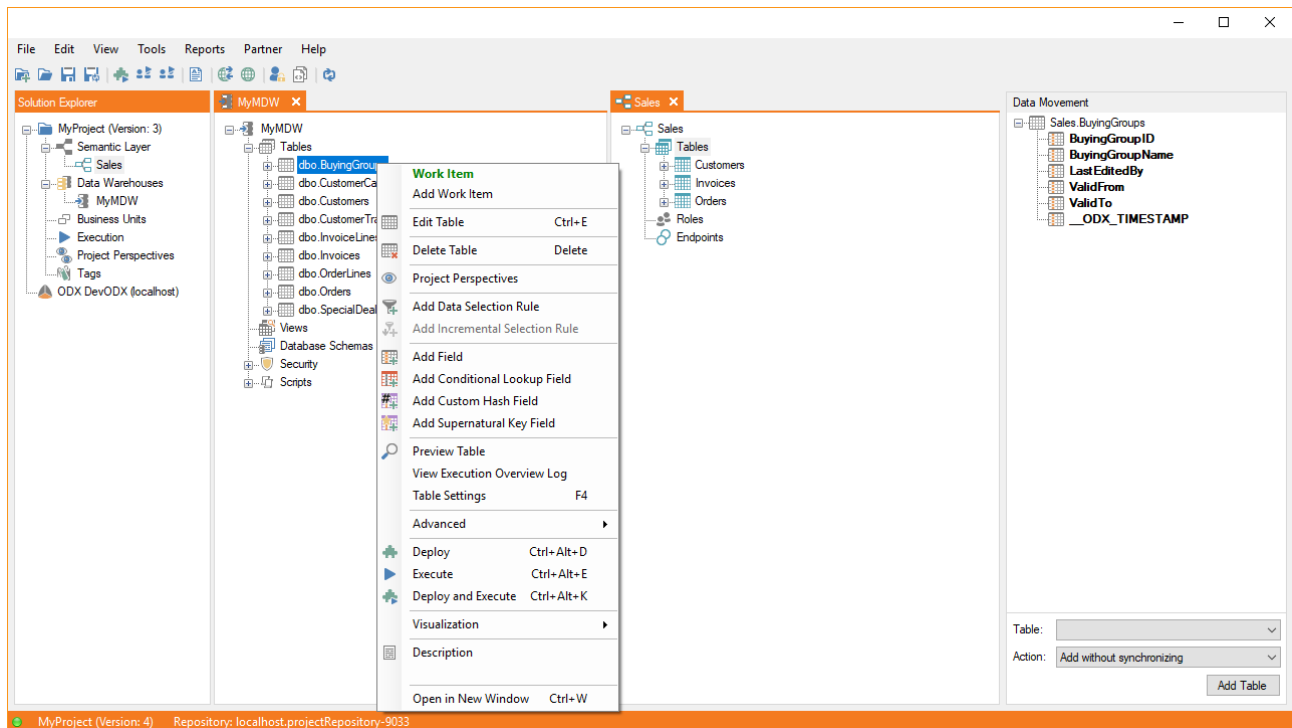 File Edit View Tools Reports Partner Help
Solution Explorer
MyProject (Version: 3)
Semantic Layer
Sales
Data Warehouses
MyMDW
Business Units
Execution
Project Perspectives
Tags
ODX DevODX (localhost)
MyMDW
MyMDW
Tables
dbo.BuyingGroup
dbo.CustomerCa
dbo.Customers
dbo.CustomerTra
dbo.InvoiceLine
dbo.Invoices
dbo.OrderLines
dbo.Orders
dbo.SpecialDeal
Views
Database Schemas
Security
Scripts
Work Item
Add Work Item
Edit Table Ctrl+E
Delete Table Delete
Project Perspectives
Add Data Selection Rule
Add Incremental Selection Rule
Add Field
Add Conditional Lookup Field
Add Custom Hash Field
Add Supernatural Key Field
Preview Table
View Execution Overview Log
Table Settings F4
Advanced
Deploy Ctrl+Alt+D
Execute Ctrl+Alt+E
Deploy and Execute Ctrl+Alt+K
Visualization
Description
Open in New Window Ctrl+W
Sales
Sales
Tables
Customers
Invoices
Orders
Roles
Endpoints
Data Movement
Sales.BuyingGroups
BuyingGroupID
BuyingGroupName
LastEditedBy
ValidFrom
ValidTo
__ODX_TIMESTAMP
Table:
Action: Add without synchronizing
Add Table
MyProject (Version: 4) Repository: localhost.projectRepository-9033